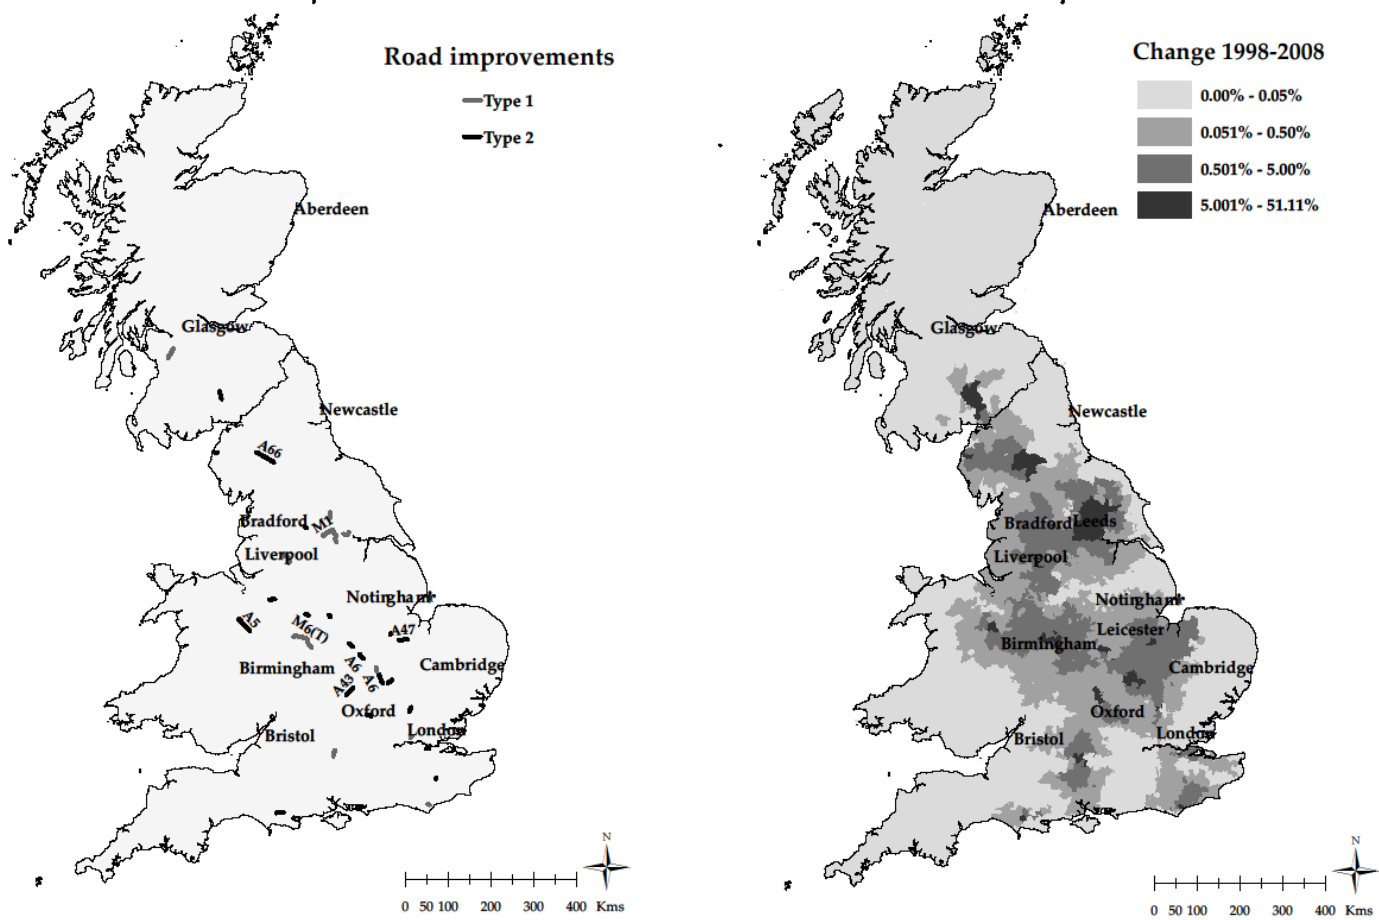 Road improvements
Type 1
Type 2
Aberdeen
Glasgow
Newcastle
A66
Bradford
M1
Liverpool
Notingham
A5
M6(T)
A47
Birmingham
A6
A6
A43
Cambridge
Oxford
London
Bristol
N
0 50 100 200 300 400 Kms
Change 1998-2008
0.00% - 0.05%
0.051% - 0.50%
0.501% - 5.00%
5.001% - 51.11%
Aberdeen
Glasgow
Newcastle
Bradford
Leeds
Liverpool
Notingham
Leicester
Birmingham
Cambridge
Oxford
London
Bristol
N
0 50 100 200 300 400 Kms